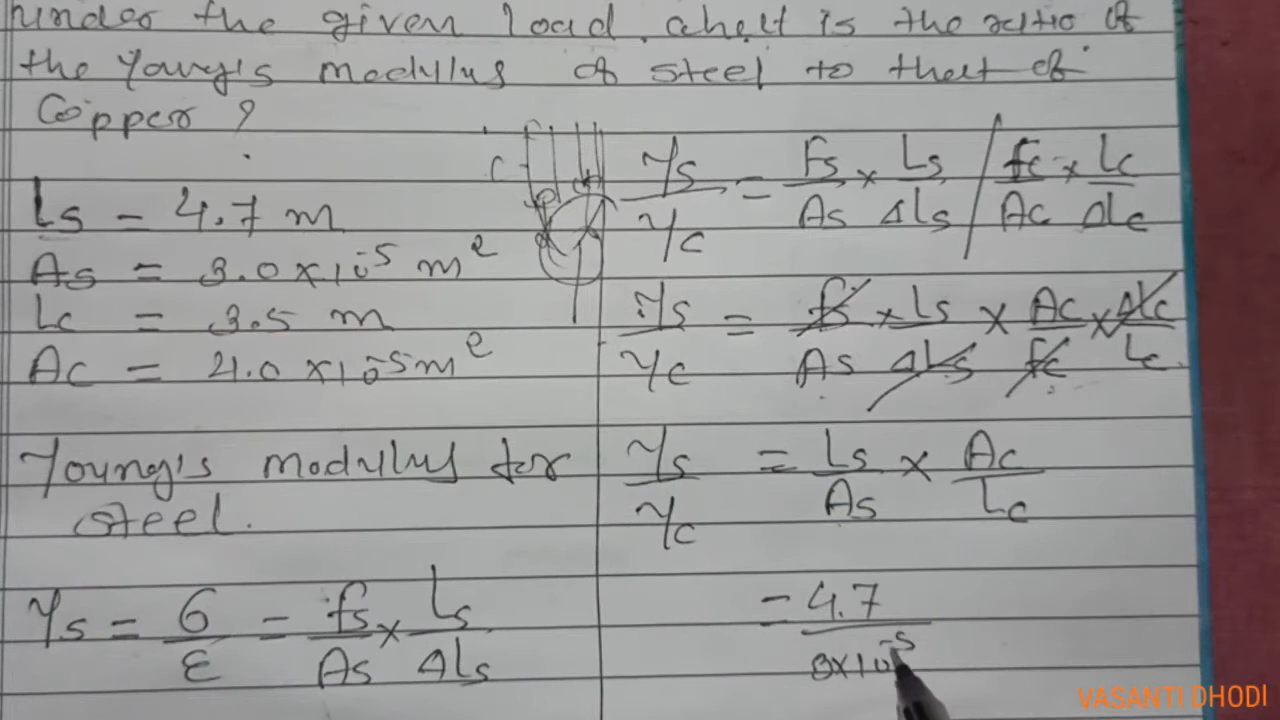 under the given load. what is the ratio of
the Young's modulus of steel to that of
Copper ?
Ls = 4.7 m
As = 3.0 × 10⁻⁵ m²
Lc = 3.5 m
Ac = 4.0 × 10⁻⁵ m²
Young's modulus for
steel.
Ys = σ/ε = fs/As × Ls/ΔLs
Ys/Yc = Fs/As × Ls/ΔLs / fc/Ac × Lc/ΔLc
Ys/Yc = fs/As × Ls/ΔLs × Ac/fc × ΔLc/Lc
Ys/Yc = Ls/As × Ac/Lc
= 4.7/3×10⁻⁵
VASANTI DHODI